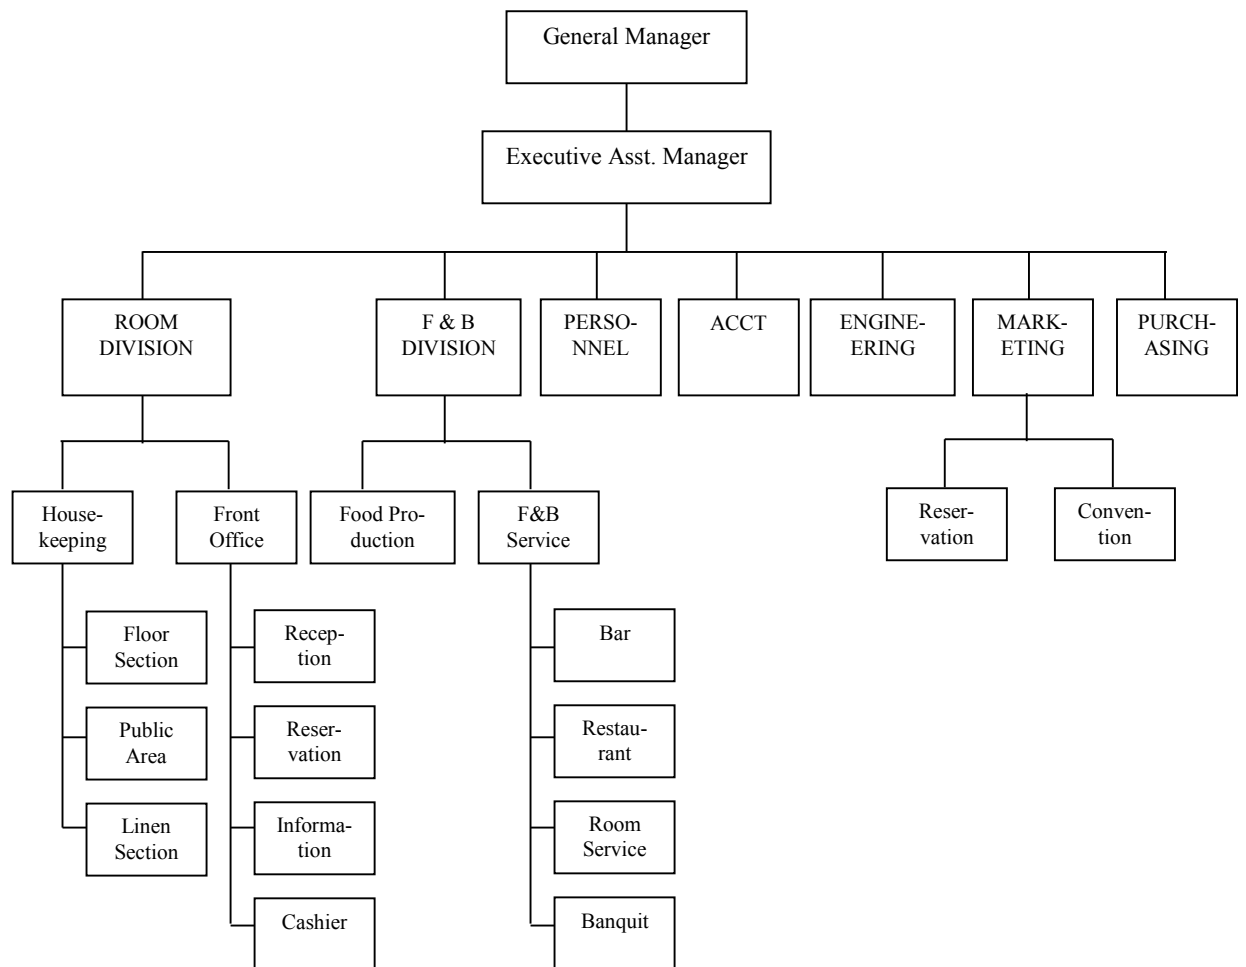 General Manager
Executive Asst. Manager
ROOM
DIVISION
F & B
DIVISION
PERSO-
NNEL
ACCT
ENGINE-
ERING
MARK-
ETING
PURCH-
ASING
House-
keeping
Front
Office
Food Pro-
duction
F&B
Service
Reser-
vation
Conven-
tion
Floor
Section
Recep-
tion
Bar
Public
Area
Reser-
vation
Restau-
rant
Linen
Section
Informa-
tion
Room
Service
Cashier
Banquit